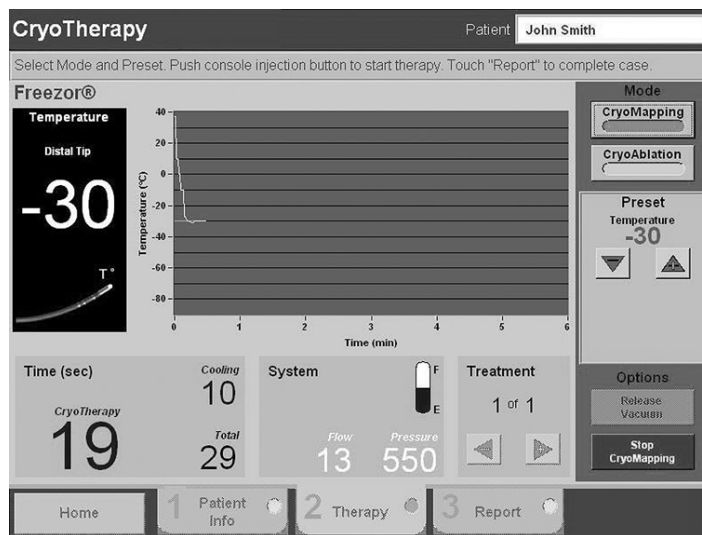 CryoTherapy
Patient John Smith
Select Mode and Preset. Push console injection button to start therapy. Touch "Report" to complete case.
Freezor®
Temperature
Distal Tip
-30
T°
Temperature (°C)
40
20
0
-20
-40
-60
-80
0 1 2 3 4 5 6
Time (min)
Mode
CryoMapping
CryoAblation
Preset
Temperature
-30
Time (sec)
Cooling
10
CryoTherapy
19
Total
29
System
F
E
Flow
13
Pressure
550
Treatment
1 of 1
Options
Release
Vacuum
Stop
CryoMapping
Home
1 Patient
Info
2 Therapy
3 Report